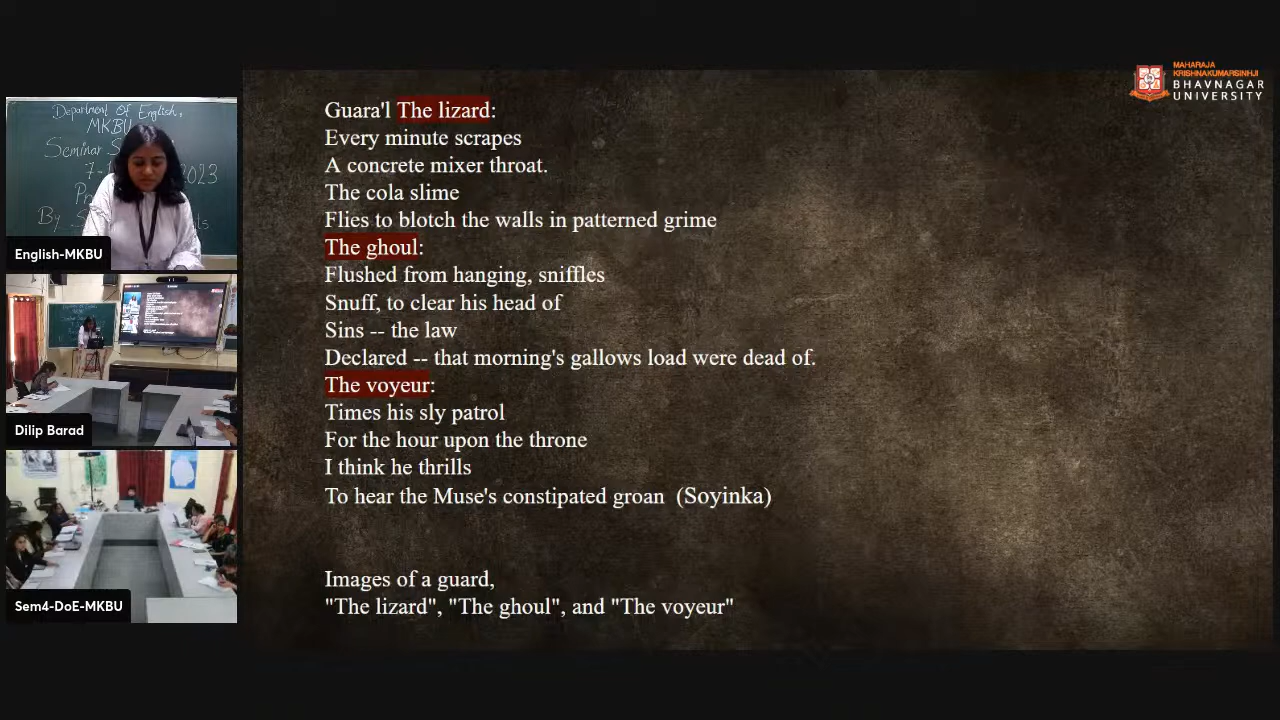 MAHARAJA
KRISHNAKUMARSINHJI
BHAVNAGAR
UNIVERSITY
Department Of English,
MKBU
Seminar
7-
2023
By
English-MKBU
Dilip Barad
Sem4-DoE-MKBU
Guara'l The lizard:
Every minute scrapes
A concrete mixer throat.
The cola slime
Flies to blotch the walls in patterned grime
The ghoul:
Flushed from hanging, sniffles
Snuff, to clear his head of
Sins -- the law
Declared -- that morning's gallows load were dead of.
The voyeur:
Times his sly patrol
For the hour upon the throne
I think he thrills
To hear the Muse's constipated groan (Soyinka)
Images of a guard,
"The lizard", "The ghoul", and "The voyeur"